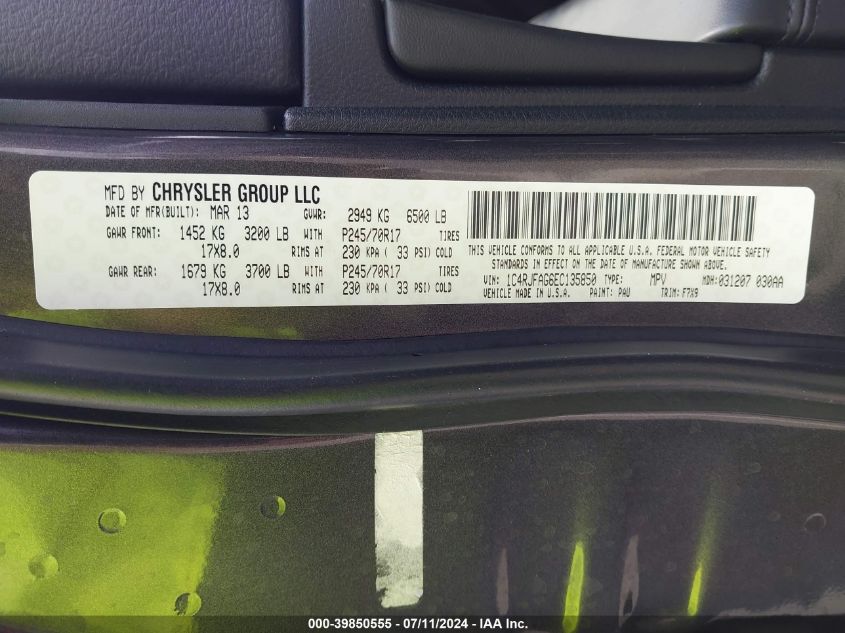 MFD BY CHRYSLER GROUP LLC
DATE OF MFR(BUILT): MAR 13 GVWR: 2949 KG 6500 LB
GAWR FRONT: 1452 KG 3200 LB WITH P245/70R17 TIRES
17X8.0 RIMS AT 230 KPA ( 33 PSI) COLD
GAWR REAR: 1679 KG 3700 LB WITH P245/70R17 TIRES
17X8.0 RIMS AT 230 KPA ( 33 PSI) COLD
THIS VEHICLE CONFORMS TO ALL APPLICABLE U.S.A. FEDERAL MOTOR VEHICLE SAFETY
STANDARDS IN EFFECT ON THE DATE OF MANUFACTURE SHOWN ABOVE.
VIN: 1C4RJFAG6EC135850 TYPE: MPV MDH:031207 030AA
VEHICLE MADE IN U.S.A. PAINT: PAU TRIM: F7X9
000-39850555 - 07/11/2024 - IAA Inc.